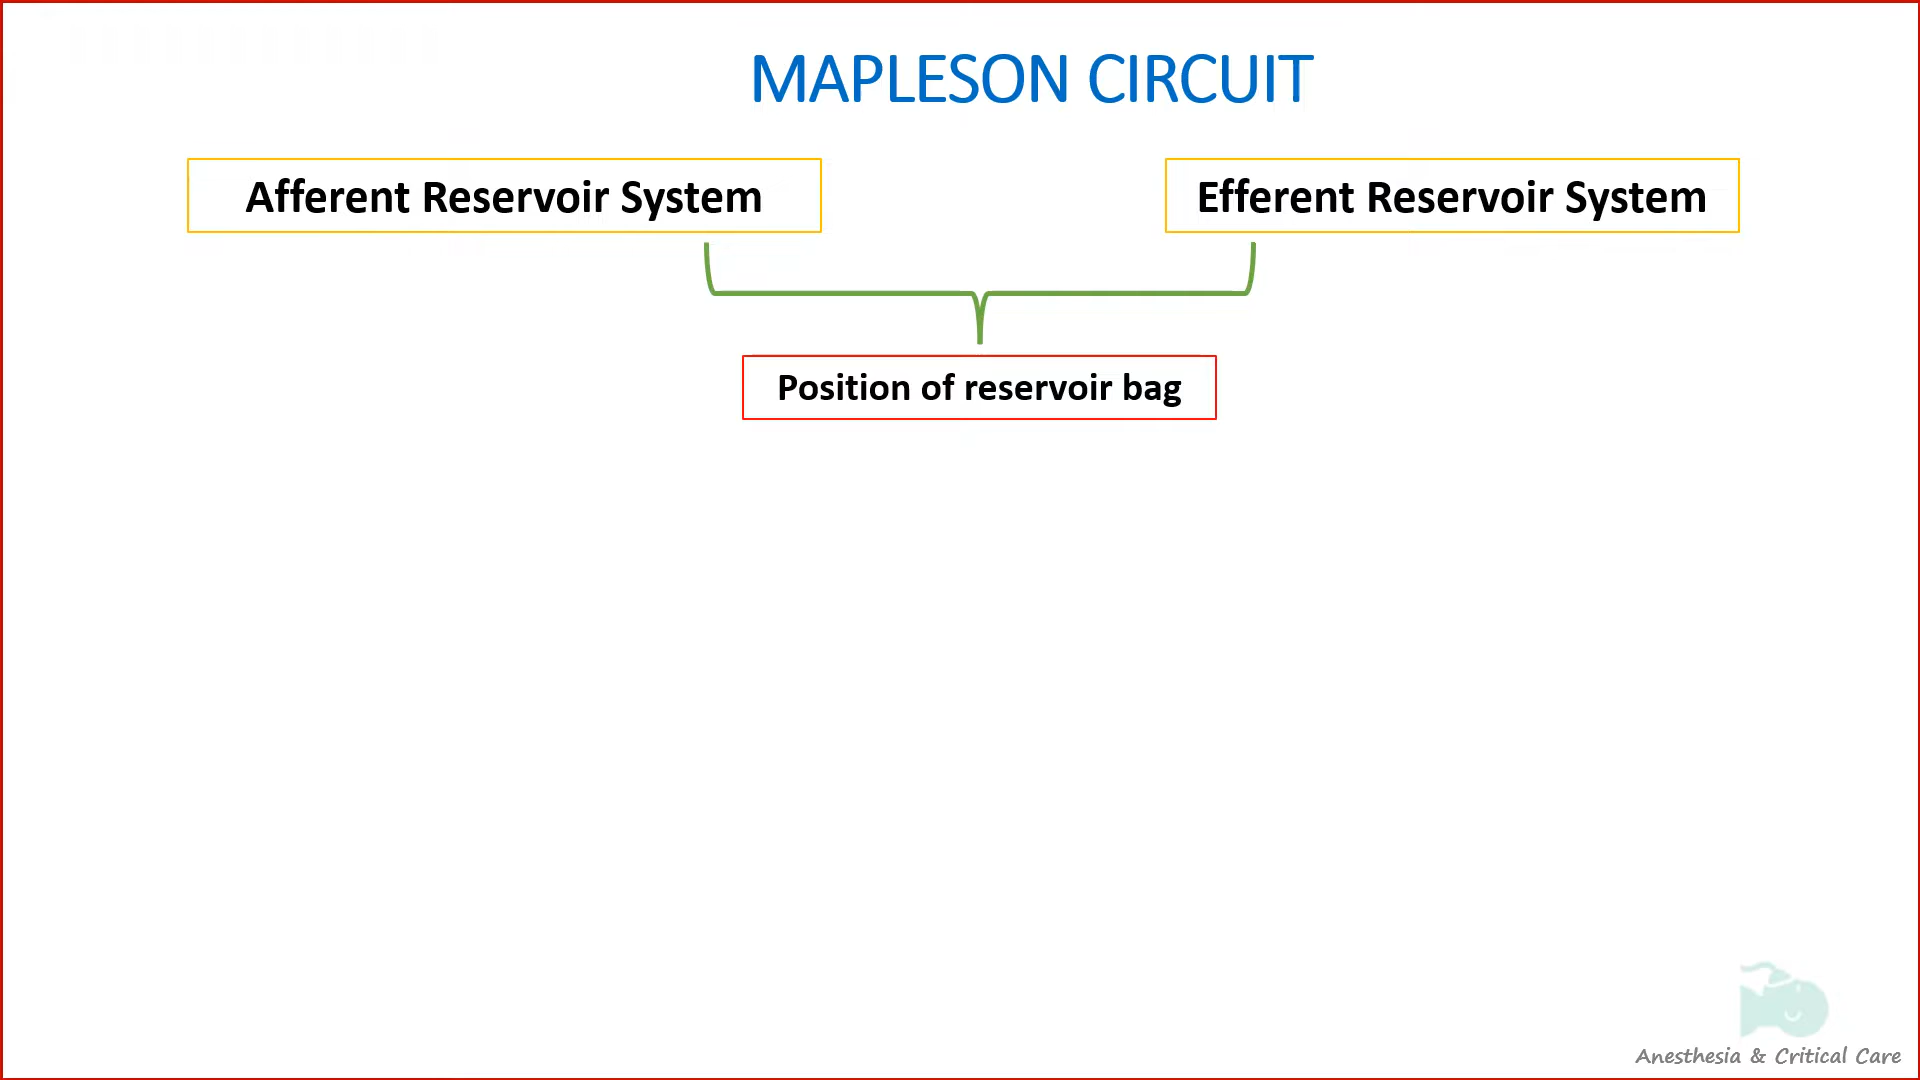 MAPLESON CIRCUIT
Afferent Reservoir System
Efferent Reservoir System
Position of reservoir bag
Anesthesia & Critical Care